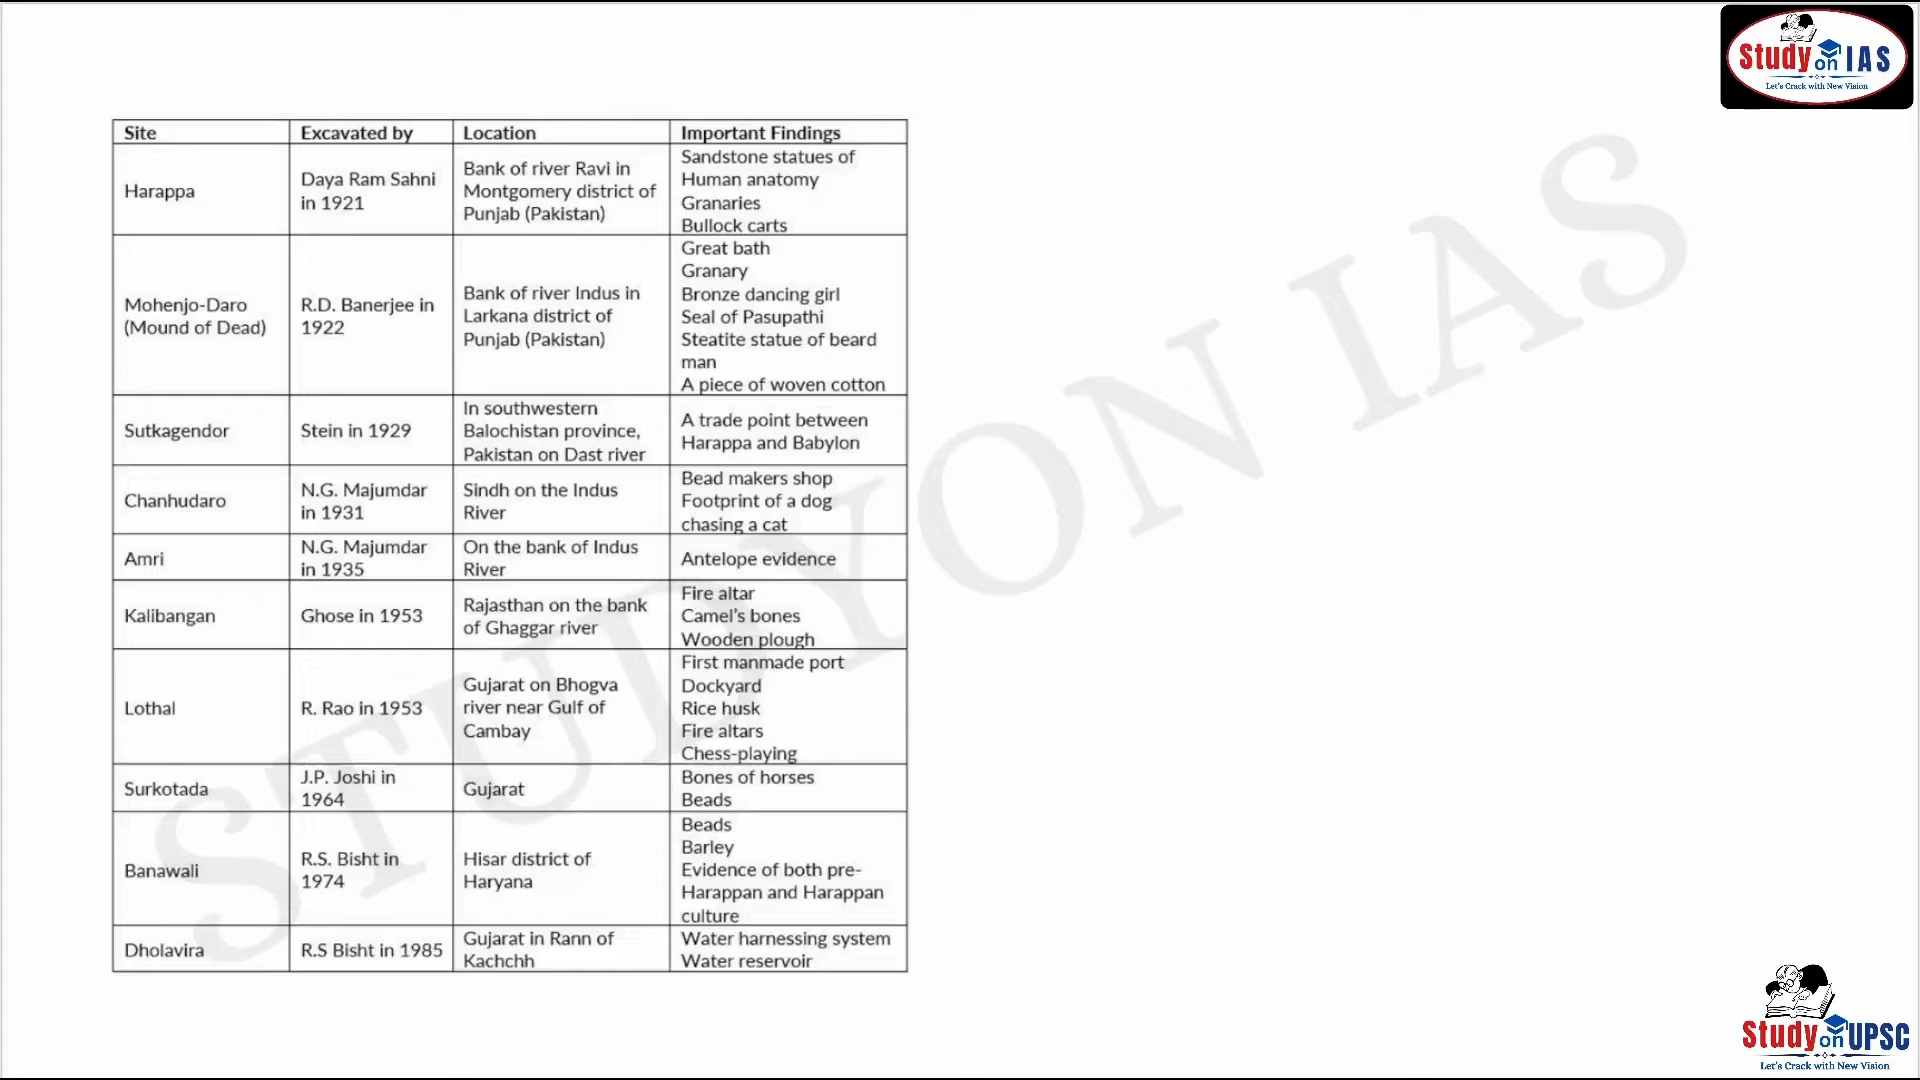 Study on IAS
Let's Crack with New Vision
Site Excavated by Location Important Findings
Harappa
Daya Ram Sahni
in 1921
Bank of river Ravi in
Montgomery district of
Punjab (Pakistan)
Sandstone statues of
Human anatomy
Granaries
Bullock carts
Mohenjo-Daro
(Mound of Dead)
R.D. Banerjee in
1922
Bank of river Indus in
Larkana district of
Punjab (Pakistan)
Great bath
Granary
Bronze dancing girl
Seal of Pasupathi
Steatite statue of beard
man
A piece of woven cotton
Sutkagendor
Stein in 1929
In southwestern
Balochistan province,
Pakistan on Dast river
A trade point between
Harappa and Babylon
Chanhudaro
N.G. Majumdar
in 1931
Sindh on the Indus
River
Bead makers shop
Footprint of a dog
chasing a cat
Amri
N.G. Majumdar
in 1935
On the bank of Indus
River
Antelope evidence
Kalibangan
Ghose in 1953
Rajasthan on the bank
of Ghaggar river
Fire altar
Camel's bones
Wooden plough
Lothal
R. Rao in 1953
Gujarat on Bhogva
river near Gulf of
Cambay
First manmade port
Dockyard
Rice husk
Fire altars
Chess-playing
Surkotada
J.P. Joshi in
1964
Gujarat
Bones of horses
Beads
Banawali
R.S. Bisht in
1974
Hisar district of
Haryana
Beads
Barley
Evidence of both pre-
Harappan and Harappan
culture
Dholavira
R.S Bisht in 1985
Gujarat in Rann of
Kachchh
Water harnessing system
Water reservoir
STUDYON IAS
Study on UPSC
Let's Crack with New Vision